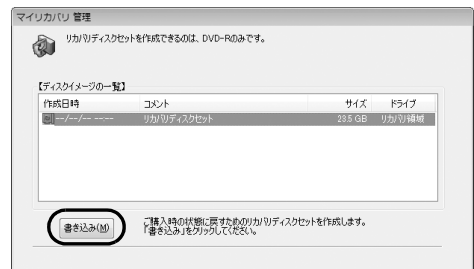 マイリカバリ 管理
リカバリディスクセットを作成できるのは、DVD-Rのみです。
【ディスクイメージの一覧】
作成日時 コメント サイズ ドライブ
--/--/-- --:-- リカバリディスクセット 23.5 GB リカバリ領域
書き込み(M)
ご購入時の状態に戻すためのリカバリディスクセットを作成します。
「書き込み」をクリックしてください。